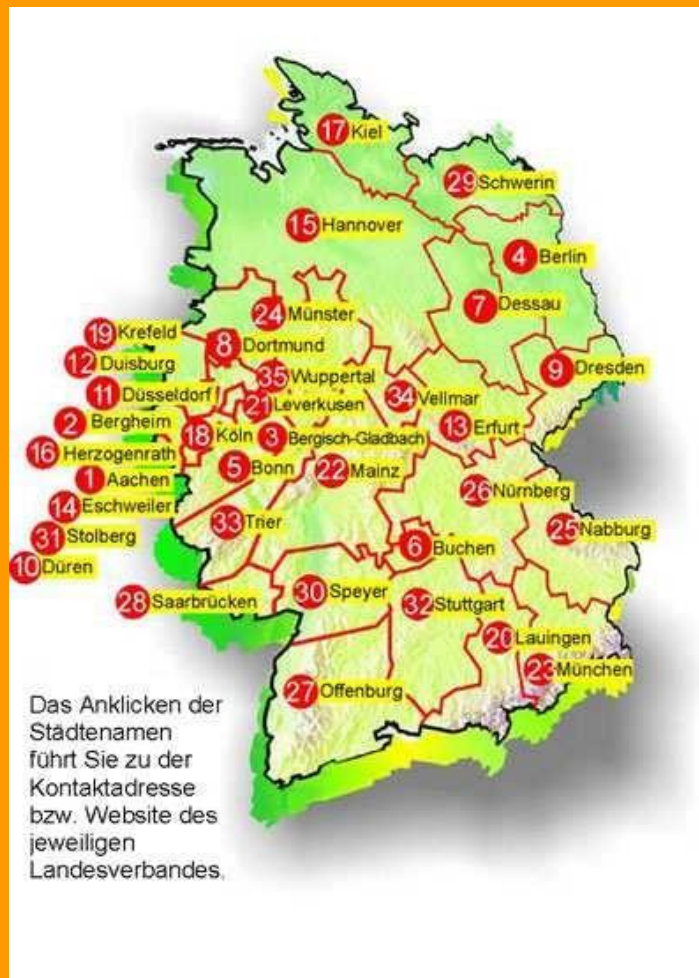 17 Kiel
29 Schwerin
15 Hannover
4 Berlin
7 Dessau
24 Münster
19 Krefeld
8 Dortmund
12 Duisburg
35 Wuppertal
9 Dresden
11 Düsseldorf
21 Leverkusen
34 Vellmar
2 Bergheim
18 Köln
3 Bergisch-Gladbach
13 Erfurt
16 Herzogenrath
5 Bonn
22 Mainz
1 Aachen
26 Nürnberg
14 Eschweiler
33 Trier
25 Nabburg
31 Stolberg
6 Buchen
10 Düren
28 Saarbrücken
30 Speyer
32 Stuttgart
20 Lauingen
23 München
27 Offenburg
Das Anklicken der
Städtenamen
führt Sie zu der
Kontaktadresse
bzw. Website des
jeweiligen
Landesverbandes.